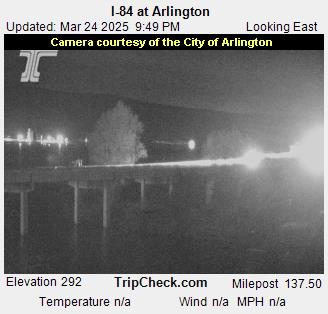 I-84 at Arlington
Updated: Mar 24 2025 9:49 PM Looking East
Camera courtesy of the City of Arlington
Elevation 292 TripCheck.com Milepost 137.50
Temperature n/a Wind n/a MPH n/a